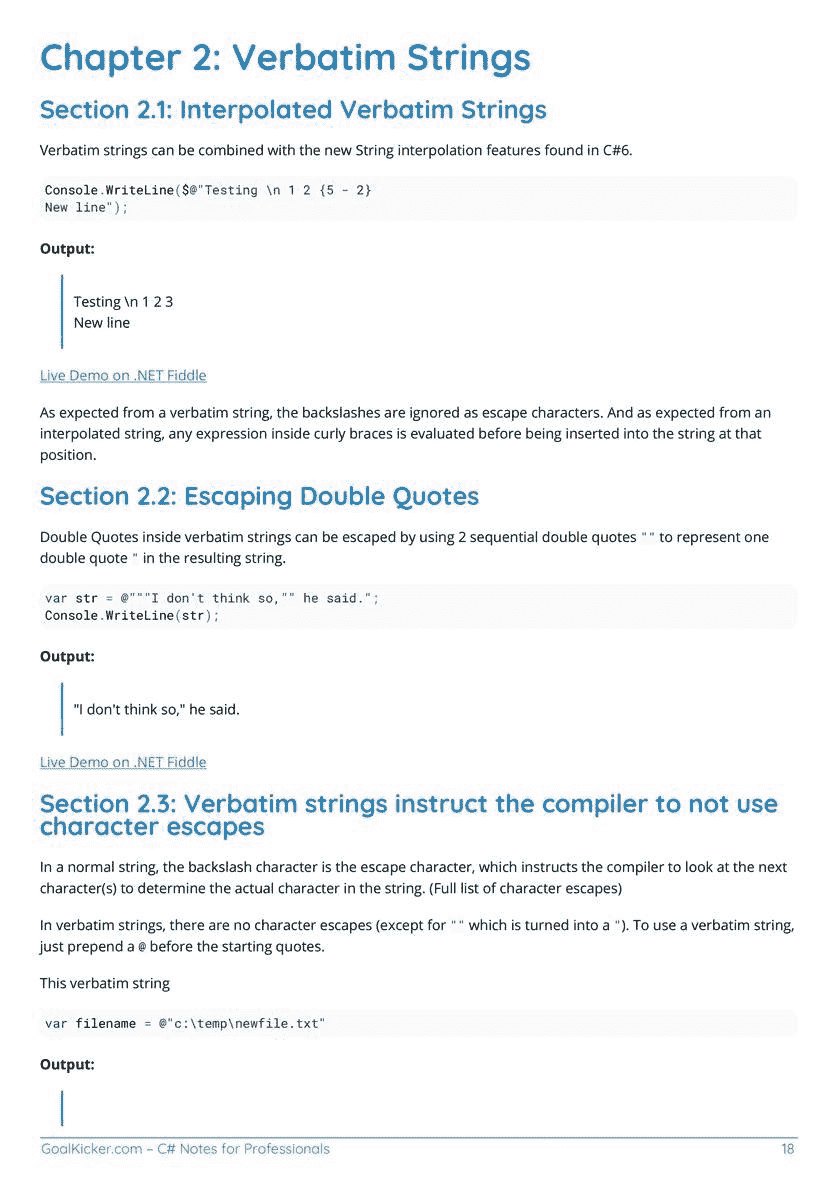 Chapter 2: Verbatim Strings
Section 2.1: Interpolated Verbatim Strings
Verbatim strings can be combined with the new String interpolation features found in C#6.
Console.WriteLine($@"Testing \n 1 2 {5 - 2}
New line");
Output:
Testing \n 1 2 3
New line
Live Demo on .NET Fiddle
As expected from a verbatim string, the backslashes are ignored as escape characters. And as expected from an
interpolated string, any expression inside curly braces is evaluated before being inserted into the string at that
position.
Section 2.2: Escaping Double Quotes
Double Quotes inside verbatim strings can be escaped by using 2 sequential double quotes "" to represent one
double quote " in the resulting string.
var str = @"""I don't think so,"" he said.";
Console.WriteLine(str);
Output:
"I don't think so," he said.
Live Demo on .NET Fiddle
Section 2.3: Verbatim strings instruct the compiler to not use
character escapes
In a normal string, the backslash character is the escape character, which instructs the compiler to look at the next
character(s) to determine the actual character in the string. (Full list of character escapes)
In verbatim strings, there are no character escapes (except for "" which is turned into a "). To use a verbatim string,
just prepend a @ before the starting quotes.
This verbatim string
var filename = @"c:\temp\newfile.txt"
Output:
GoalKicker.com – C# Notes for Professionals
18